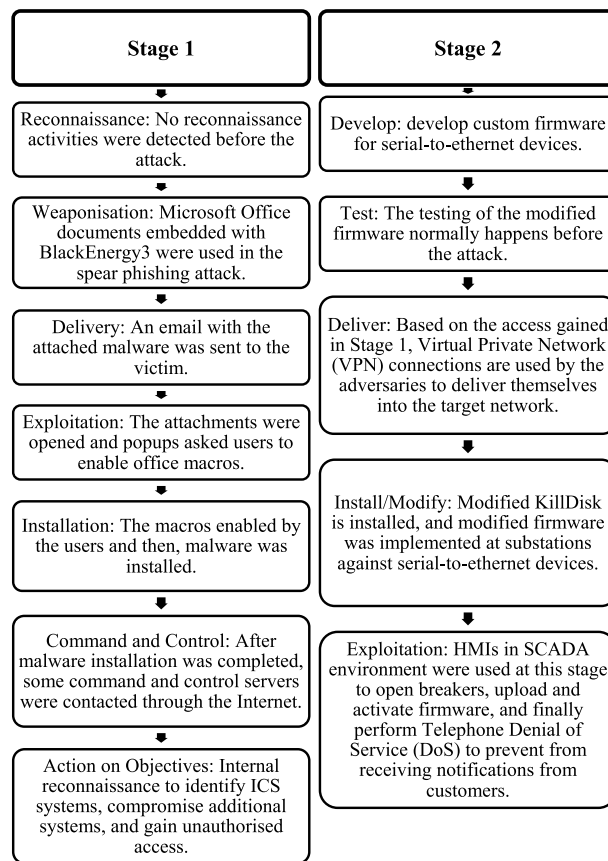 Stage 1
Reconnaissance: No reconnaissance
activities were detected before the
attack.
Weaponisation: Microsoft Office
documents embedded with
BlackEnergy3 were used in the
spear phishing attack.
Delivery: An email with the
attached malware was sent to the
victim.
Exploitation: The attachments were
opened and popups asked users to
enable office macros.
Installation: The macros enabled by
the users and then, malware was
installed.
Command and Control: After
malware installation was completed,
some command and control servers
were contacted through the Internet.
Action on Objectives: Internal
reconnaissance to identify ICS
systems, compromise additional
systems, and gain unauthorised
access.
Stage 2
Develop: develop custom firmware
for serial-to-ethernet devices.
Test: The testing of the modified
firmware normally happens before
the attack.
Deliver: Based on the access gained
in Stage 1, Virtual Private Network
(VPN) connections are used by the
adversaries to deliver themselves
into the target network.
Install/Modify: Modified KillDisk
is installed, and modified firmware
was implemented at substations
against serial-to-ethernet devices.
Exploitation: HMIs in SCADA
environment were used at this stage
to open breakers, upload and
activate firmware, and finally
perform Telephone Denial of
Service (DoS) to prevent from
receiving notifications from
customers.